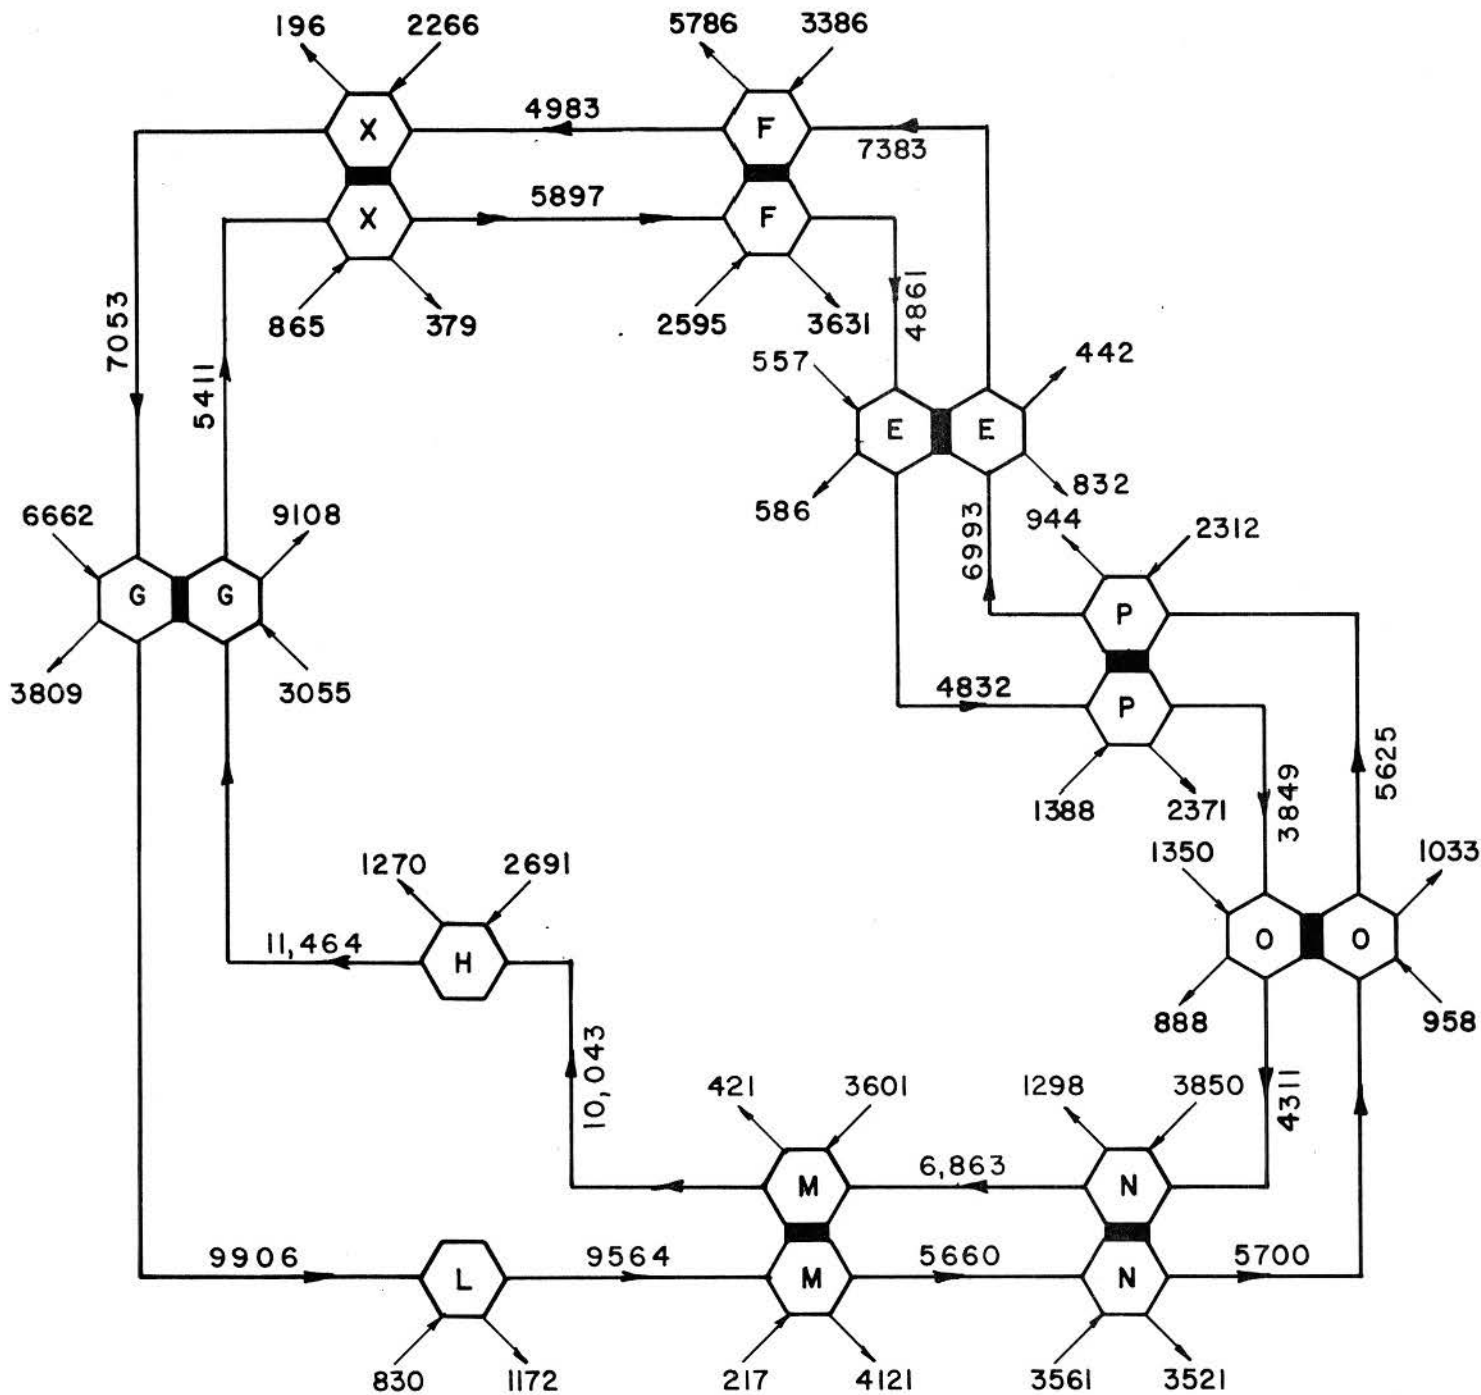 196 2266 5786 3386
X 4983 F 7383
X 5897 F
865 379 2595 3631
7053 5411 4861
557 442
E E
586 832
6662 9108 6993 944 2312
G G P
3809 3055 4832 P
1388 2371 3849 5625
1270 2691 1350 1033
11,464 H O O
888 958
10,043 421 3601 1298 3850 4311
M 6,863 N
9906 L 9564 M 5660 N 5700
830 1172 217 4121 3561 3521